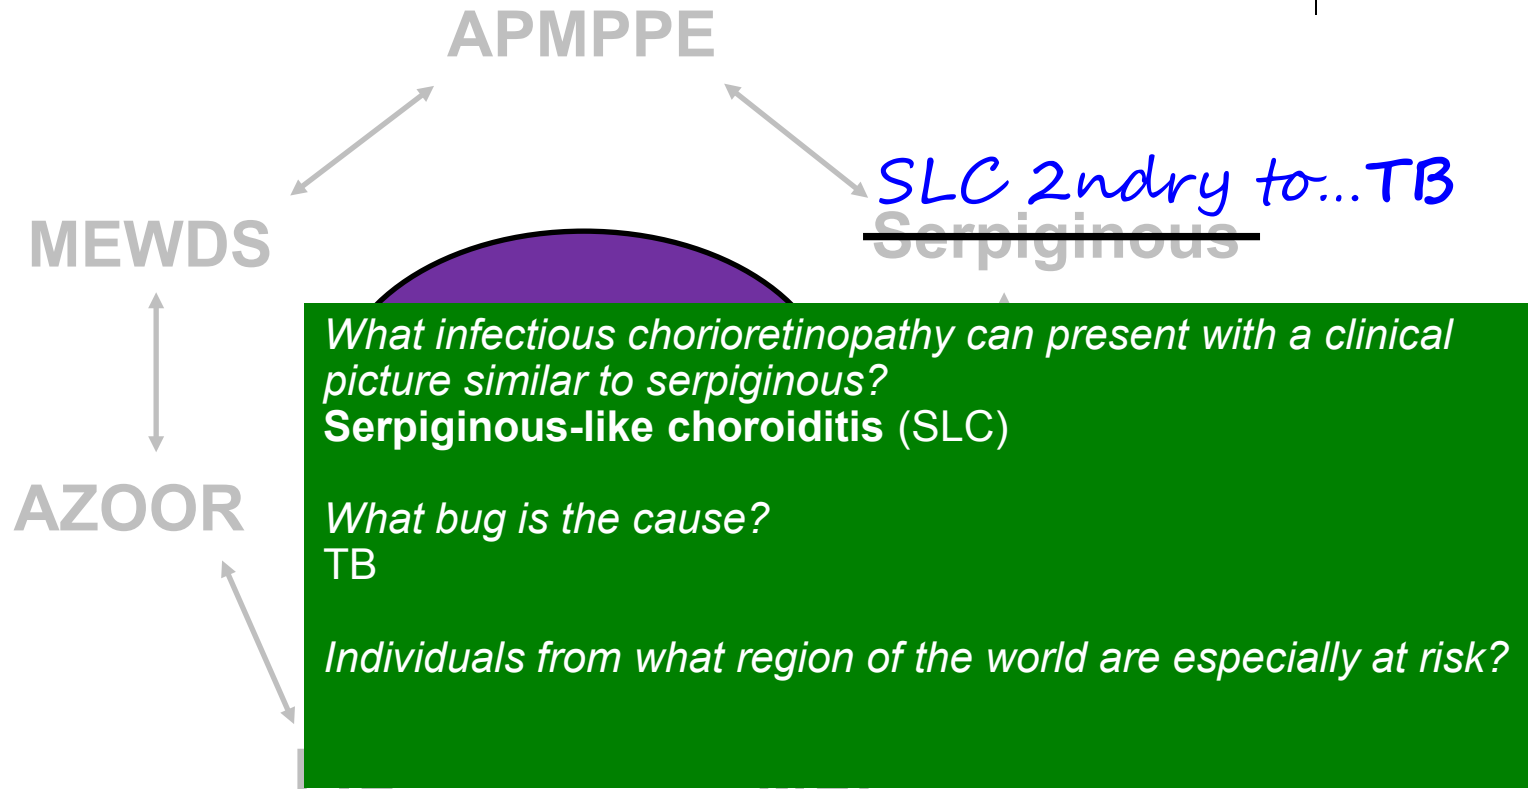 APMPPE
SLC 2ndry to...TB
MEWDS
Serpiginous
What infectious chorioretinopathy can present with a clinical
picture similar to serpiginous?
Serpiginous-like choroiditis (SLC)
What bug is the cause?
AZOOR
TB
Individuals from what region of the world are especially at risk?